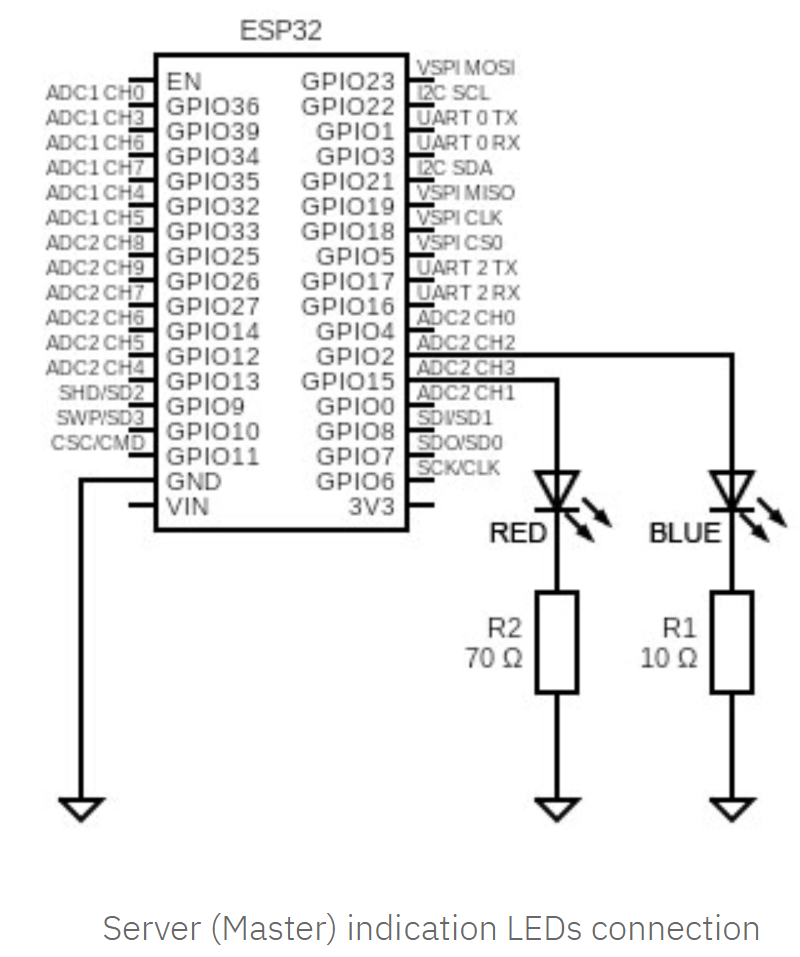 ESP32
EN
GPIO23
VSPI MOSI
ADC1 CH0
GPIO36
GPIO22
I2C SCL
ADC1 CH3
GPIO39
GPIO1
UART 0 TX
ADC1 CH6
GPIO34
GPIO3
UART 0 RX
ADC1 CH7
GPIO35
GPIO21
I2C SDA
ADC1 CH4
GPIO32
GPIO19
VSPI MISO
ADC1 CH5
GPIO33
GPIO18
VSPI CLK
ADC2 CH8
GPIO25
GPIO5
VSPI CS0
ADC2 CH9
GPIO26
GPIO17
UART 2 TX
ADC2 CH7
GPIO27
GPIO16
UART 2 RX
ADC2 CH6
GPIO14
GPIO4
ADC2 CH0
ADC2 CH5
GPIO12
GPIO2
ADC2 CH2
ADC2 CH4
GPIO13
GPIO15
ADC2 CH3
SHD/SD2
GPIO9
GPIO0
ADC2 CH1
SWP/SD3
GPIO10
GPIO8
SDI/SD1
CSC/CMD
GPIO11
GPIO7
SDO/SD0
GND
GPIO6
SCK/CLK
VIN
3V3
RED
BLUE
R2
70 Ω
R1
10 Ω
Server (Master) indication LEDs connection